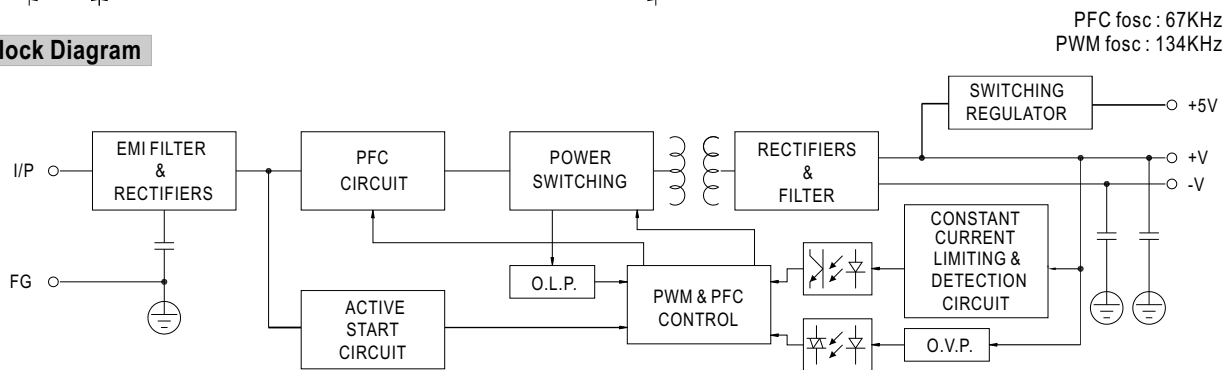 PFC fosc : 67KHz
PWM fosc : 134KHz
lock Diagram
SWITCHING
REGULATOR
+5V
I/P
EMI FILTER
&
RECTIFIERS
PFC
CIRCUIT
POWER
SWITCHING
RECTIFIERS
&
FILTER
+V
-V
CONSTANT
CURRENT
LIMITING &
DETECTION
CIRCUIT
FG
O.L.P.
PWM & PFC
CONTROL
ACTIVE
START
CIRCUIT
O.V.P.